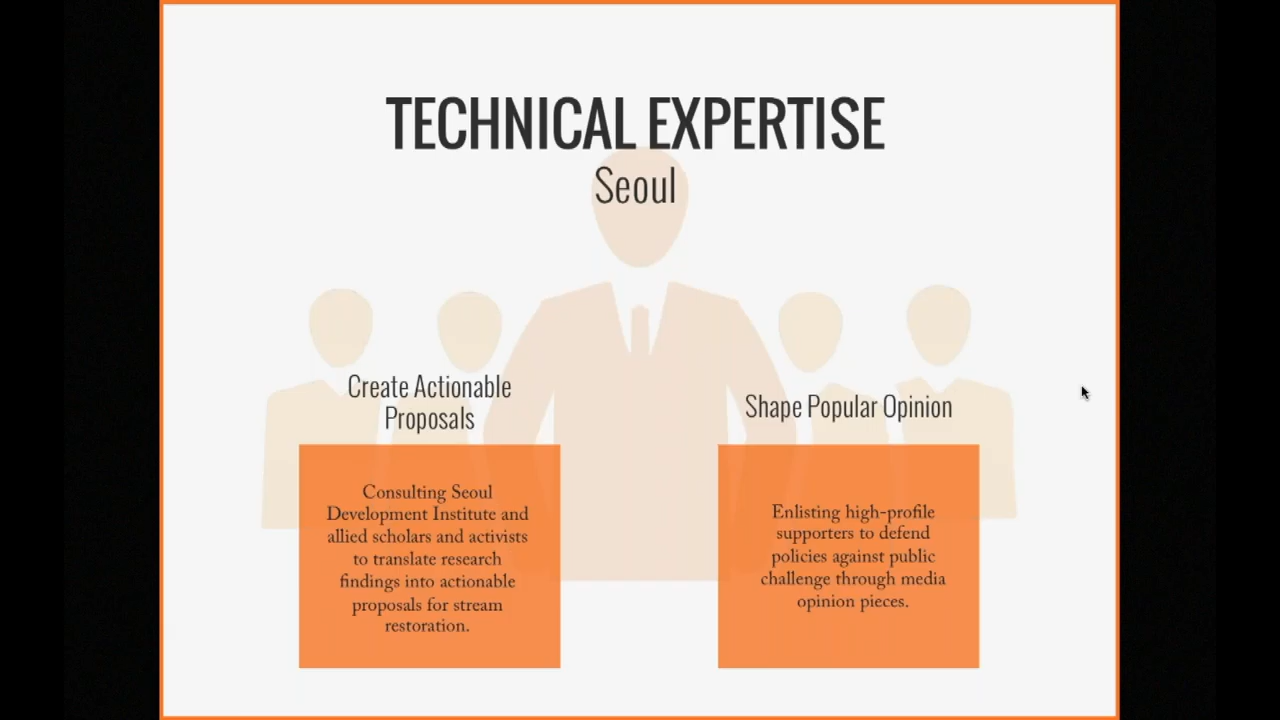 TECHNICAL EXPERTISE
Seoul
Create Actionable
Proposals
Consulting Seoul
Development Institute and
allied scholars and activists
to translate research
findings into actionable
proposals for stream
restoration.
Shape Popular Opinion
Enlisting high-profile
supporters to defend
policies against public
challenge through media
opinion pieces.